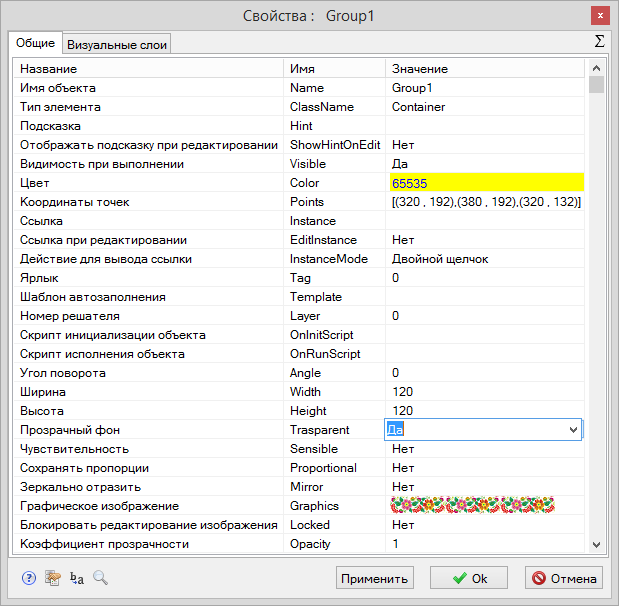 Свойства : Group1
Общие Визуальные слои Σ
Название Имя Значение
Имя объекта Name Group1
Тип элемента ClassName Container
Подсказка Hint
Отображать подсказку при редактировании ShowHintOnEdit Нет
Видимость при выполнении Visible Да
Цвет Color 65535
Координаты точек Points [(320 , 192),(380 , 192),(320 , 132)]
Ссылка Instance
Ссылка при редактировании EditInstance Нет
Действие для вывода ссылки InstanceMode Двойной щелчок
Ярлык Tag 0
Шаблон автозаполнения Template
Номер решателя Layer 0
Скрипт инициализации объекта OnInitScript
Скрипт исполнения объекта OnRunScript
Угол поворота Angle 0
Ширина Width 120
Высота Height 120
Прозрачный фон Trasparent Да
Чувствительность Sensible Нет
Сохранять пропорции Proportional Нет
Зеркально отразить Mirror Нет
Графическое изображение Graphics
Блокировать редактирование изображения Locked Нет
Коэффициент прозрачности Opacity 1
? ba Применить Ok Отмена